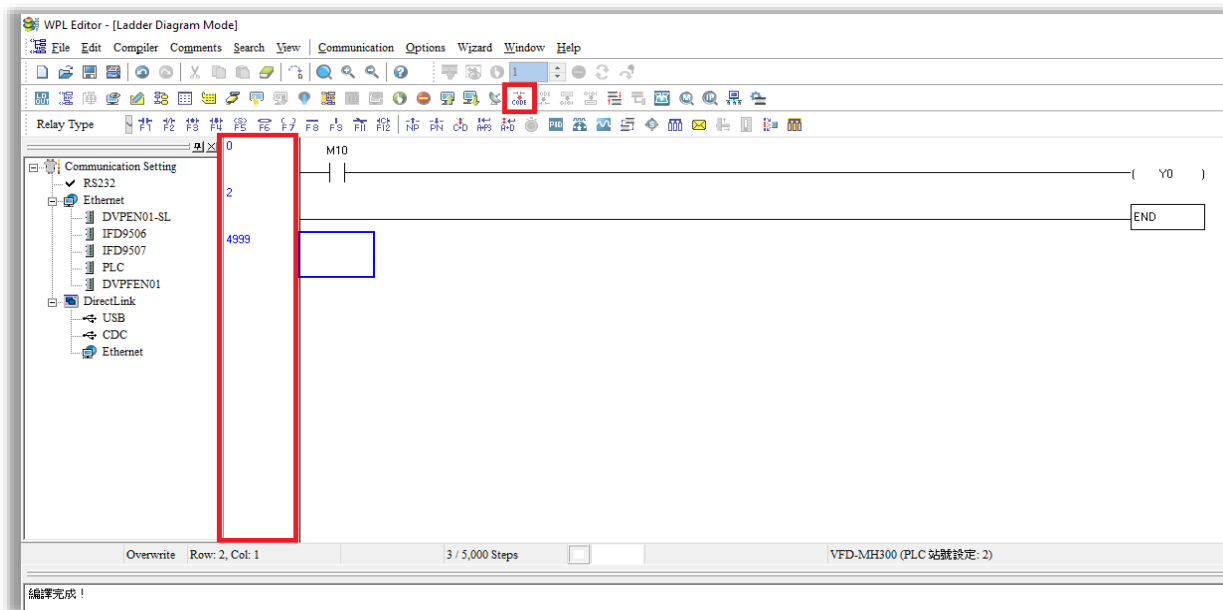 WPL Editor - [Ladder Diagram Mode]
File Edit Compiler Comments Search View Communication Options Wizard Window Help
1
CODE
Relay Type F1 F2 F3 F4 F5 F6 F7 F8 F9 F11 F12 NP PN
0
M10
Y0
Communication Setting
RS232
2
Ethernet
DVPEN01-SL
END
IFD9506
4999
IFD9507
PLC
DVPFEN01
DirectLink
USB
CDC
Ethernet
Overwrite Row: 2, Col: 1 3 / 5,000 Steps VFD-MH300 (PLC 站號設定: 2)
編譯完成！